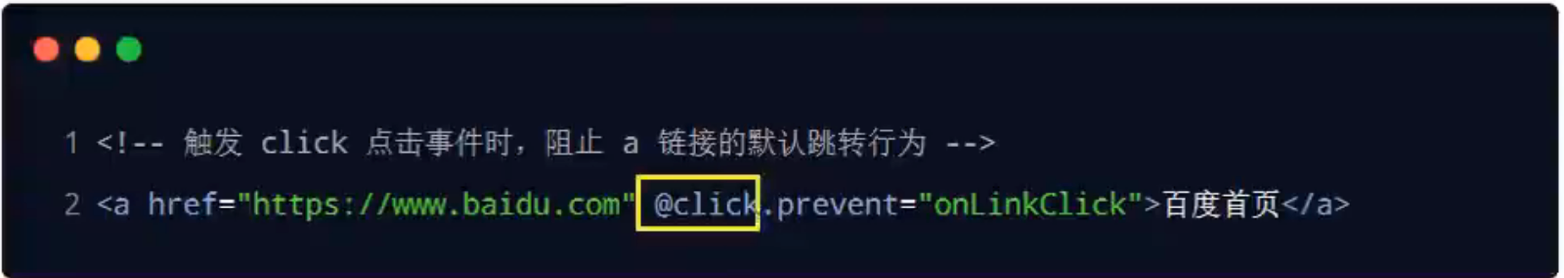 1 <!-- 触发 click 点击事件时，阻止 a 链接的默认跳转行为 -->
2 <a href="https://www.baidu.com" @click.prevent="onLinkClick">百度首页</a>